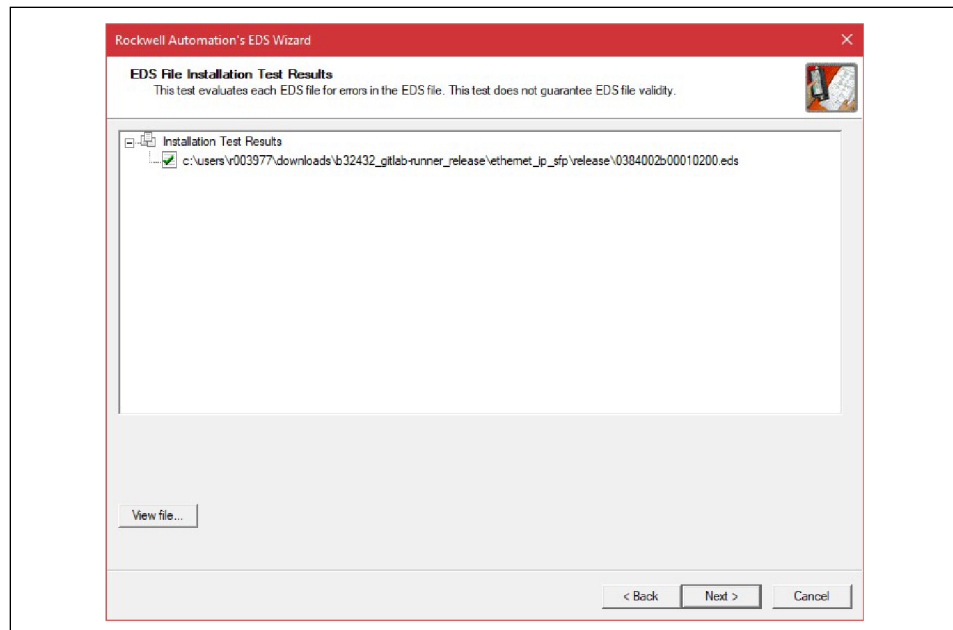 Rockwell Automation's EDS Wizard
EDS File Installation Test Results
This test evaluates each EDS file for errors in the EDS file. This test does not guarantee EDS file validity.
Installation Test Results
c:\users\r003977\downloads\b32432_gitlab-runner_release\ethernet_ip_sfp\release\0384002b00010200.eds
View file...
< Back
Next >
Cancel